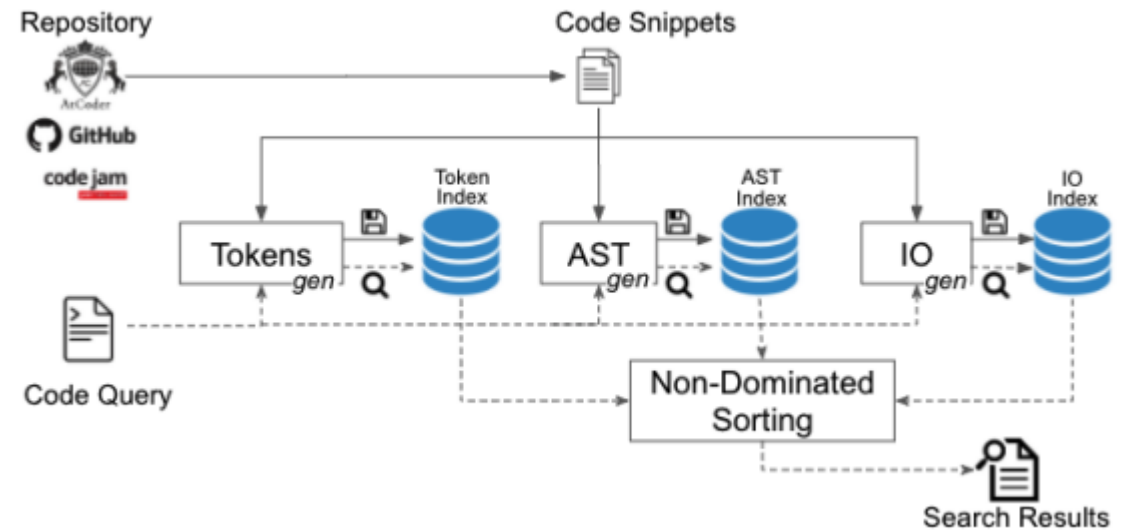 Repository
Code Snippets
AtCoder
GitHub
code jam
Token
Index
AST
Index
IO
Index
Tokens
gen
AST
gen
IO
gen
Code Query
Non-Dominated
Sorting
Search Results